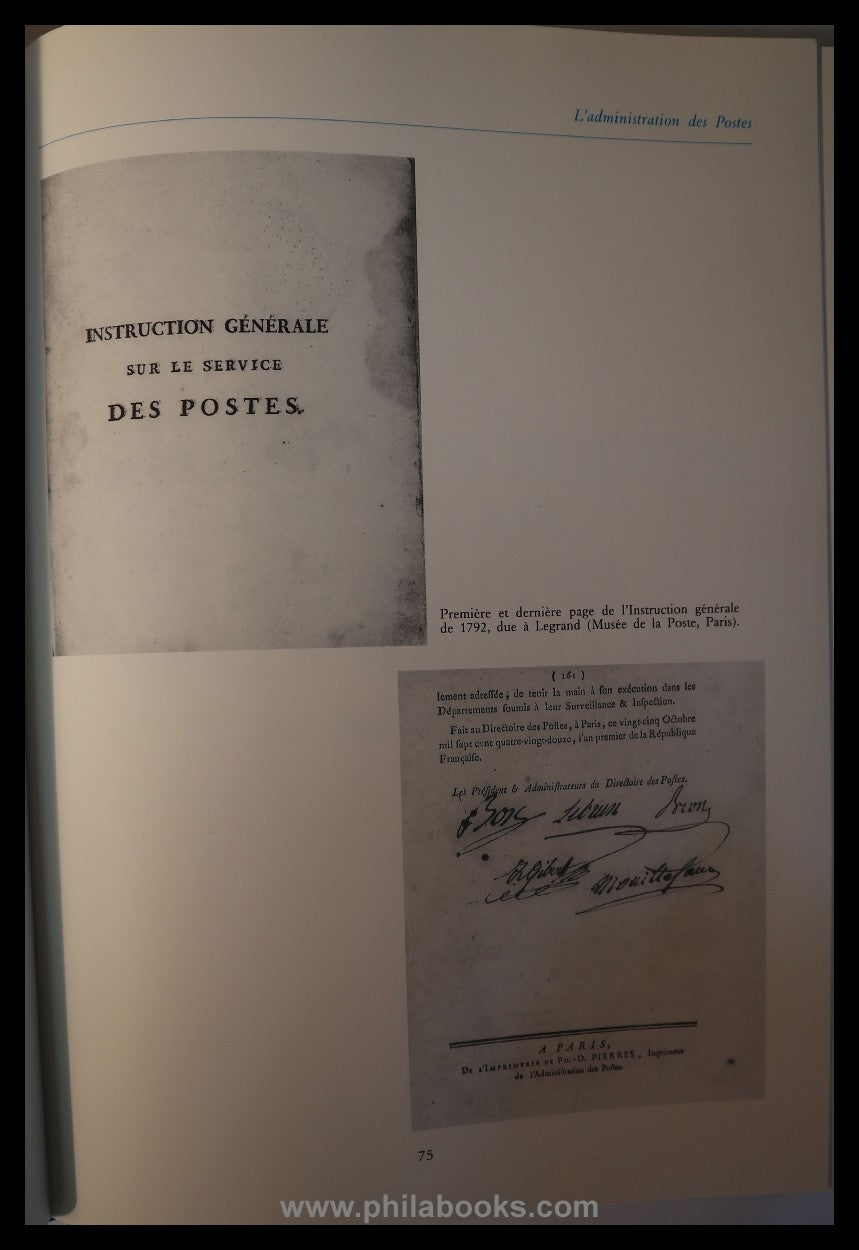 L'administration des Postes
INSTRUCTION GÉNÉRALE
SUR LE SERVICE
DES POSTES.
Première et dernière page de l'Instruction générale
de 1792, due à Legrand (Musée de la Poste, Paris).
( 161 )
lement adreſſée ; de tenir la main à ſon exécution dans les
Départemens ſoumis à leur Surveillance & Inſpection.
Fait au Directoire des Poſtes, à Paris, ce vingt-cinq Octobre
mil ſept cent quatre-vingt-douze, l'an premier de la République
Françaiſe.
Les Préſident & Adminiſtrateurs du Directoire des Poſtes.
Lebrun
Gibert
A PARIS,
DE L'IMPRIMERIE DE PH.-D. PIERRES, Imprimeur
de l'Adminiſtration des Poſtes.
75
www.philabooks.com